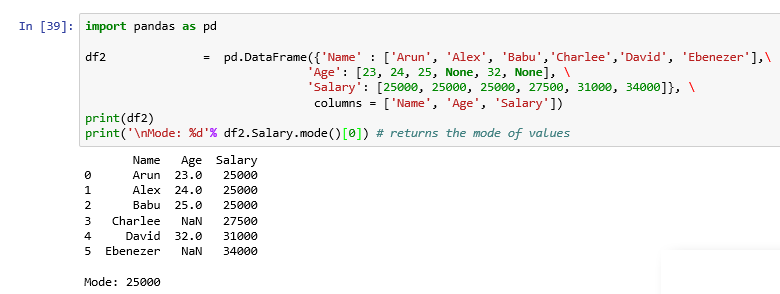 In [39]: import pandas as pd
df2 = pd.DataFrame({'Name' : ['Arun', 'Alex', 'Babu','Charlee','David', 'Ebenezer'],\
'Age': [23, 24, 25, None, 32, None], \
'Salary': [25000, 25000, 25000, 27500, 31000, 34000]}, \
columns = ['Name', 'Age', 'Salary'])
print(df2)
print('\nMode: %d'% df2.Salary.mode()[0]) # returns the mode of values
Name Age Salary
0 Arun 23.0 25000
1 Alex 24.0 25000
2 Babu 25.0 25000
3 Charlee NaN 27500
4 David 32.0 31000
5 Ebenezer NaN 34000
Mode: 25000